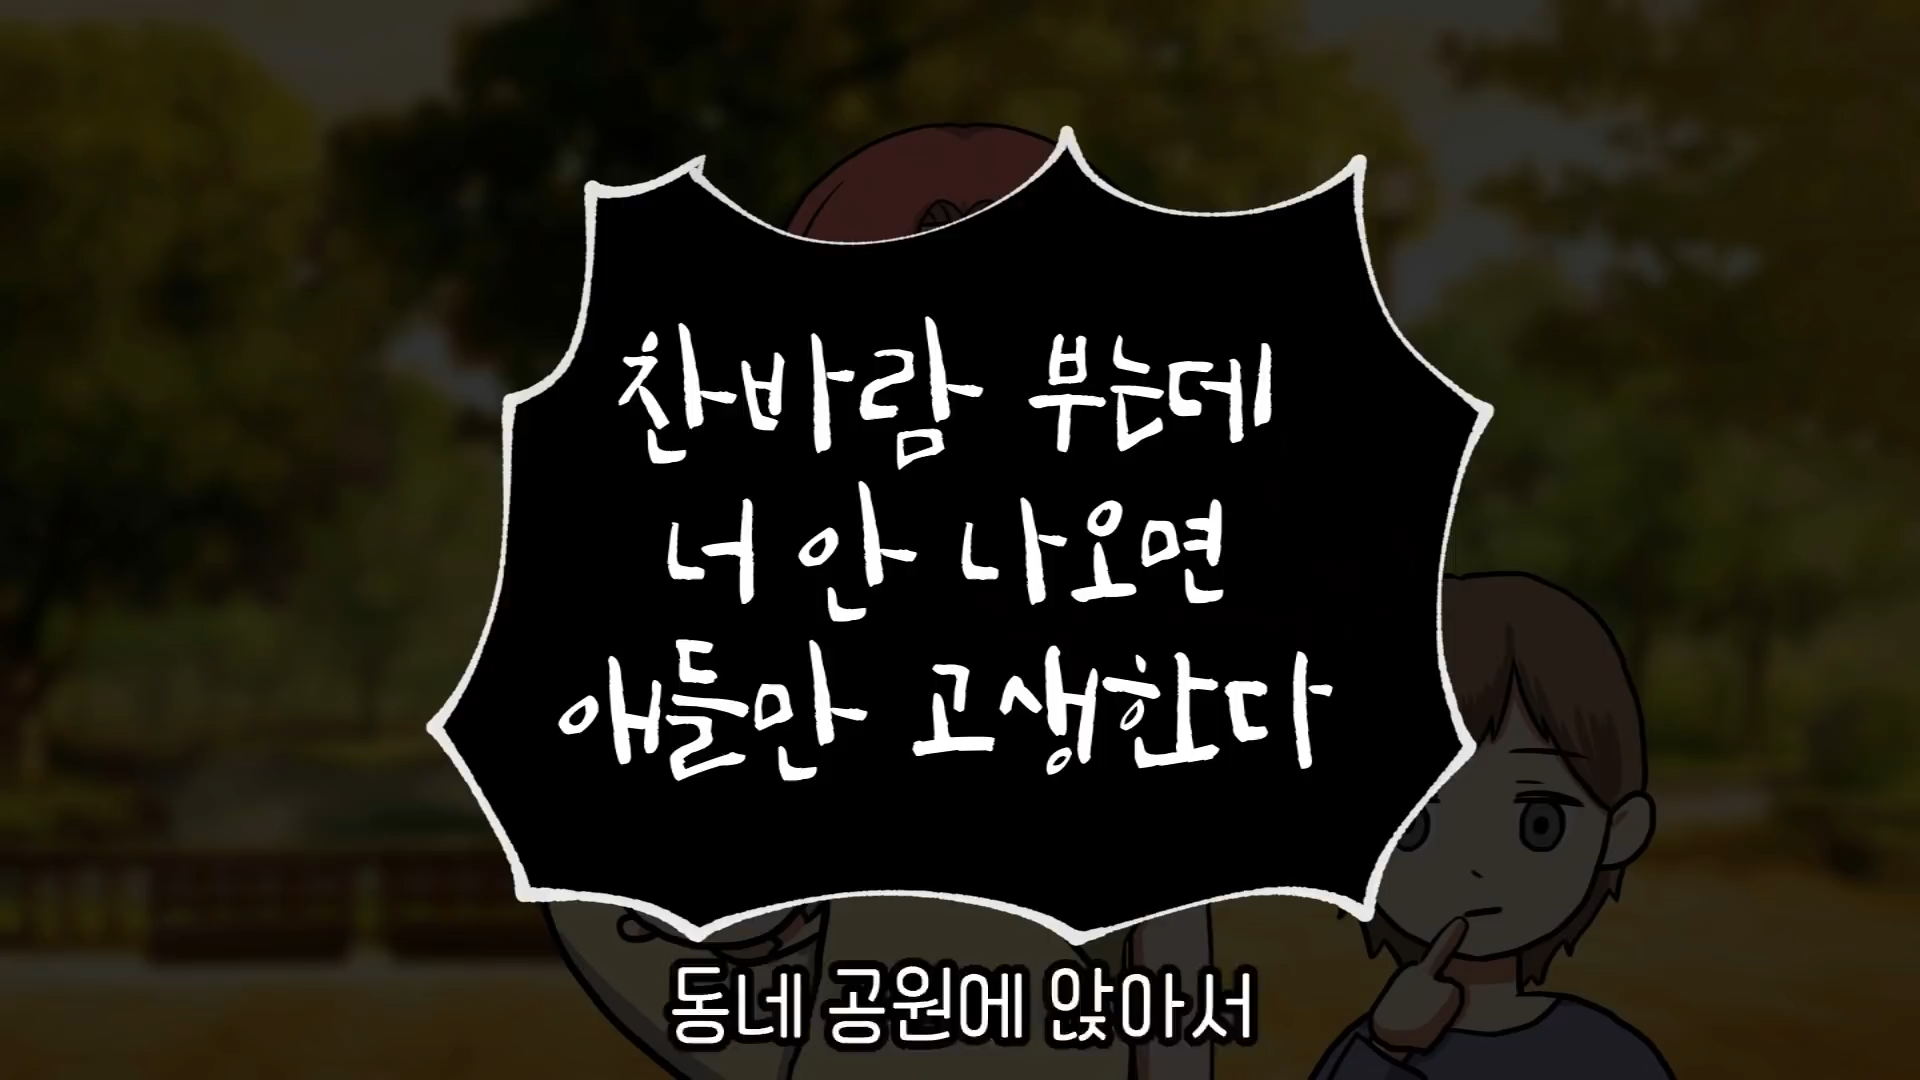 찬바람 부는데
너 안 나오면
애들만 고생한다
동네 공원에 앉아서